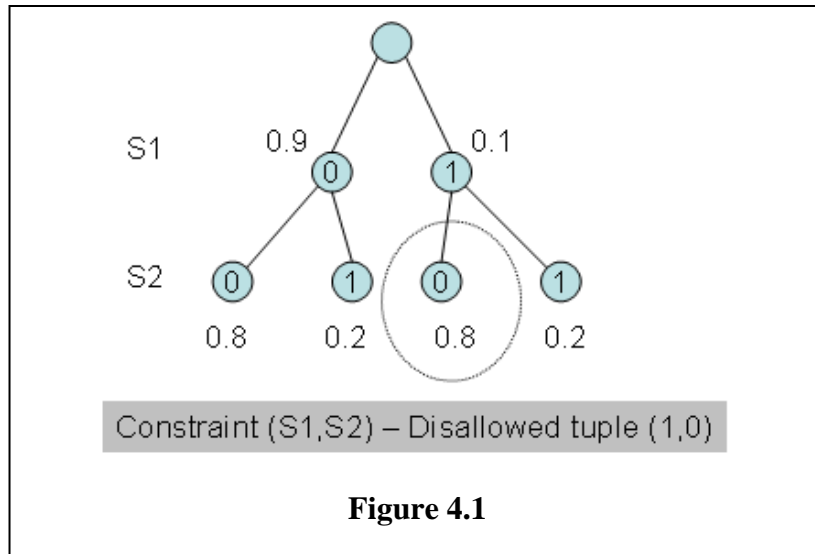 0.9 0.1
S1
0 1
S2
0 1 0 1
0.8 0.2 0.8 0.2
Constraint (S1,S2) – Disallowed tuple (1,0)
Figure 4.1